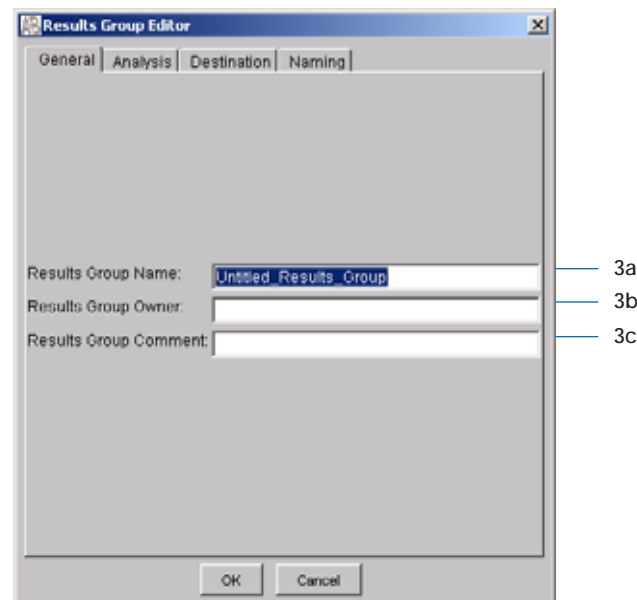 Results Group Editor
General Analysis Destination Naming
Results Group Name: Untitled_Results_Group 3a
Results Group Owner: 3b
Results Group Comment: 3c
OK Cancel